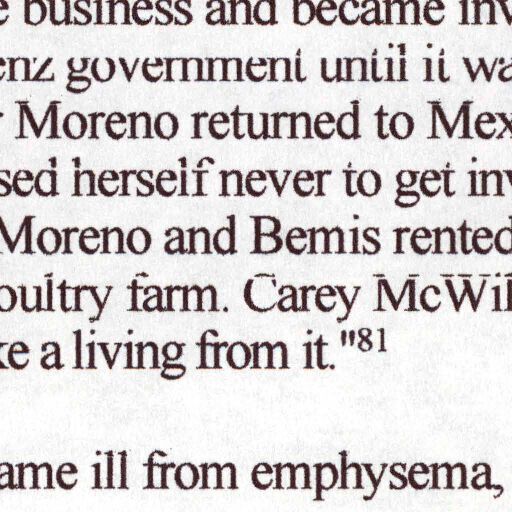 e business and became inv
enz government until it wa
r Moreno returned to Mex
sed herself never to get inv
Moreno and Bemis rented
oultry farm. Carey McWil
ke a living from it."81
ame ill from emphysema,